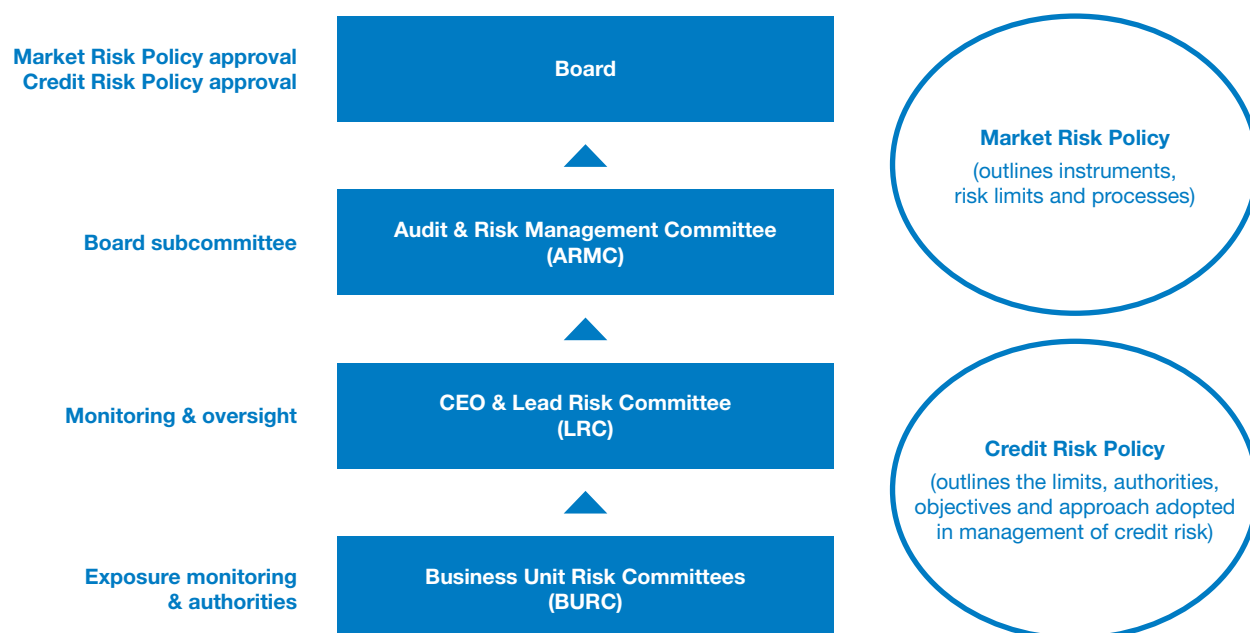 Market Risk Policy approval
Credit Risk Policy approval
Board
Market Risk Policy
(outlines instruments,
risk limits and processes)
Board subcommittee
Audit & Risk Management Committee
(ARMC)
Monitoring & oversight
CEO & Lead Risk Committee
(LRC)
Credit Risk Policy
(outlines the limits, authorities,
objectives and approach adopted
in management of credit risk)
Exposure monitoring
& authorities
Business Unit Risk Committees
(BURC)